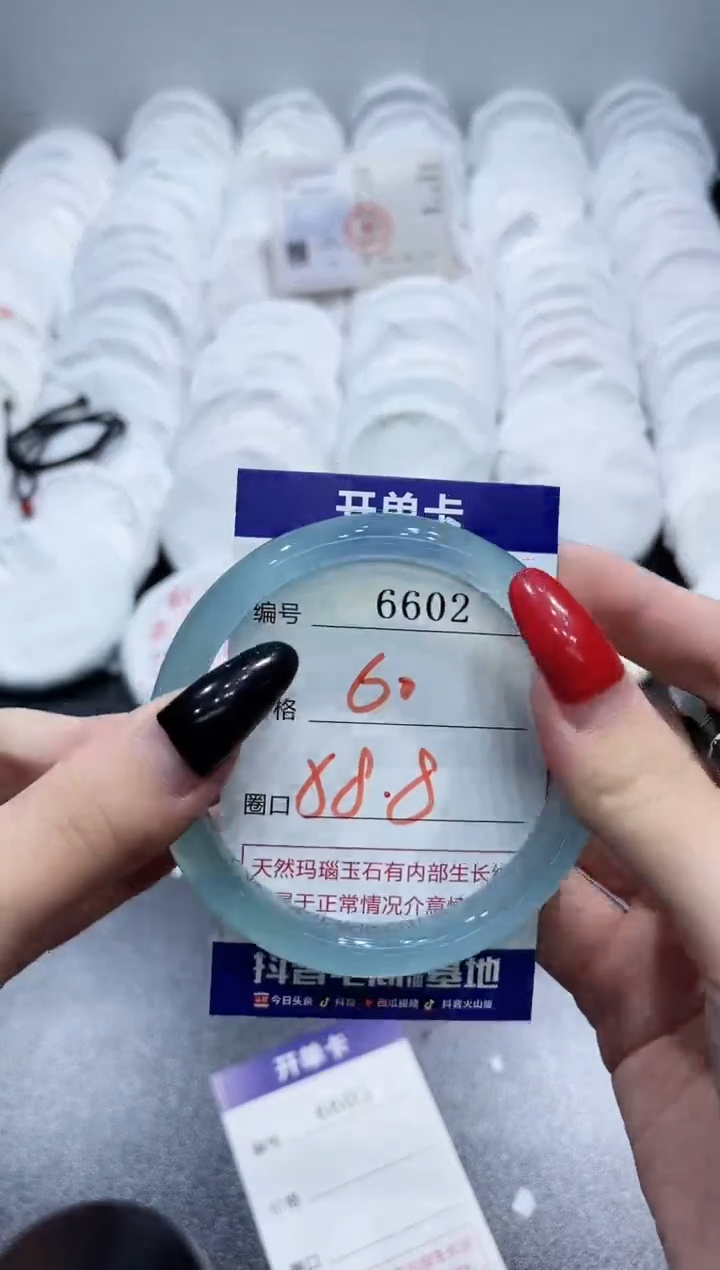 开单卡
编号 6602
格 60
圈口 88.8
天然玛瑙玉石有内部生长
属于正常情况介意
抖音电商基地
今日头条 抖音 西瓜视频 抖音火山版
开单卡
6603
编号
价格
圈口